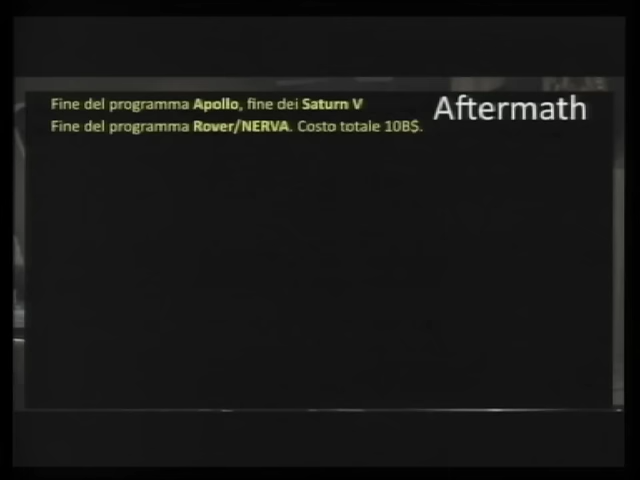 Aftermath
Fine del programma Apollo, fine dei Saturn V
Fine del programma Rover/NERVA. Costo totale 10B$.